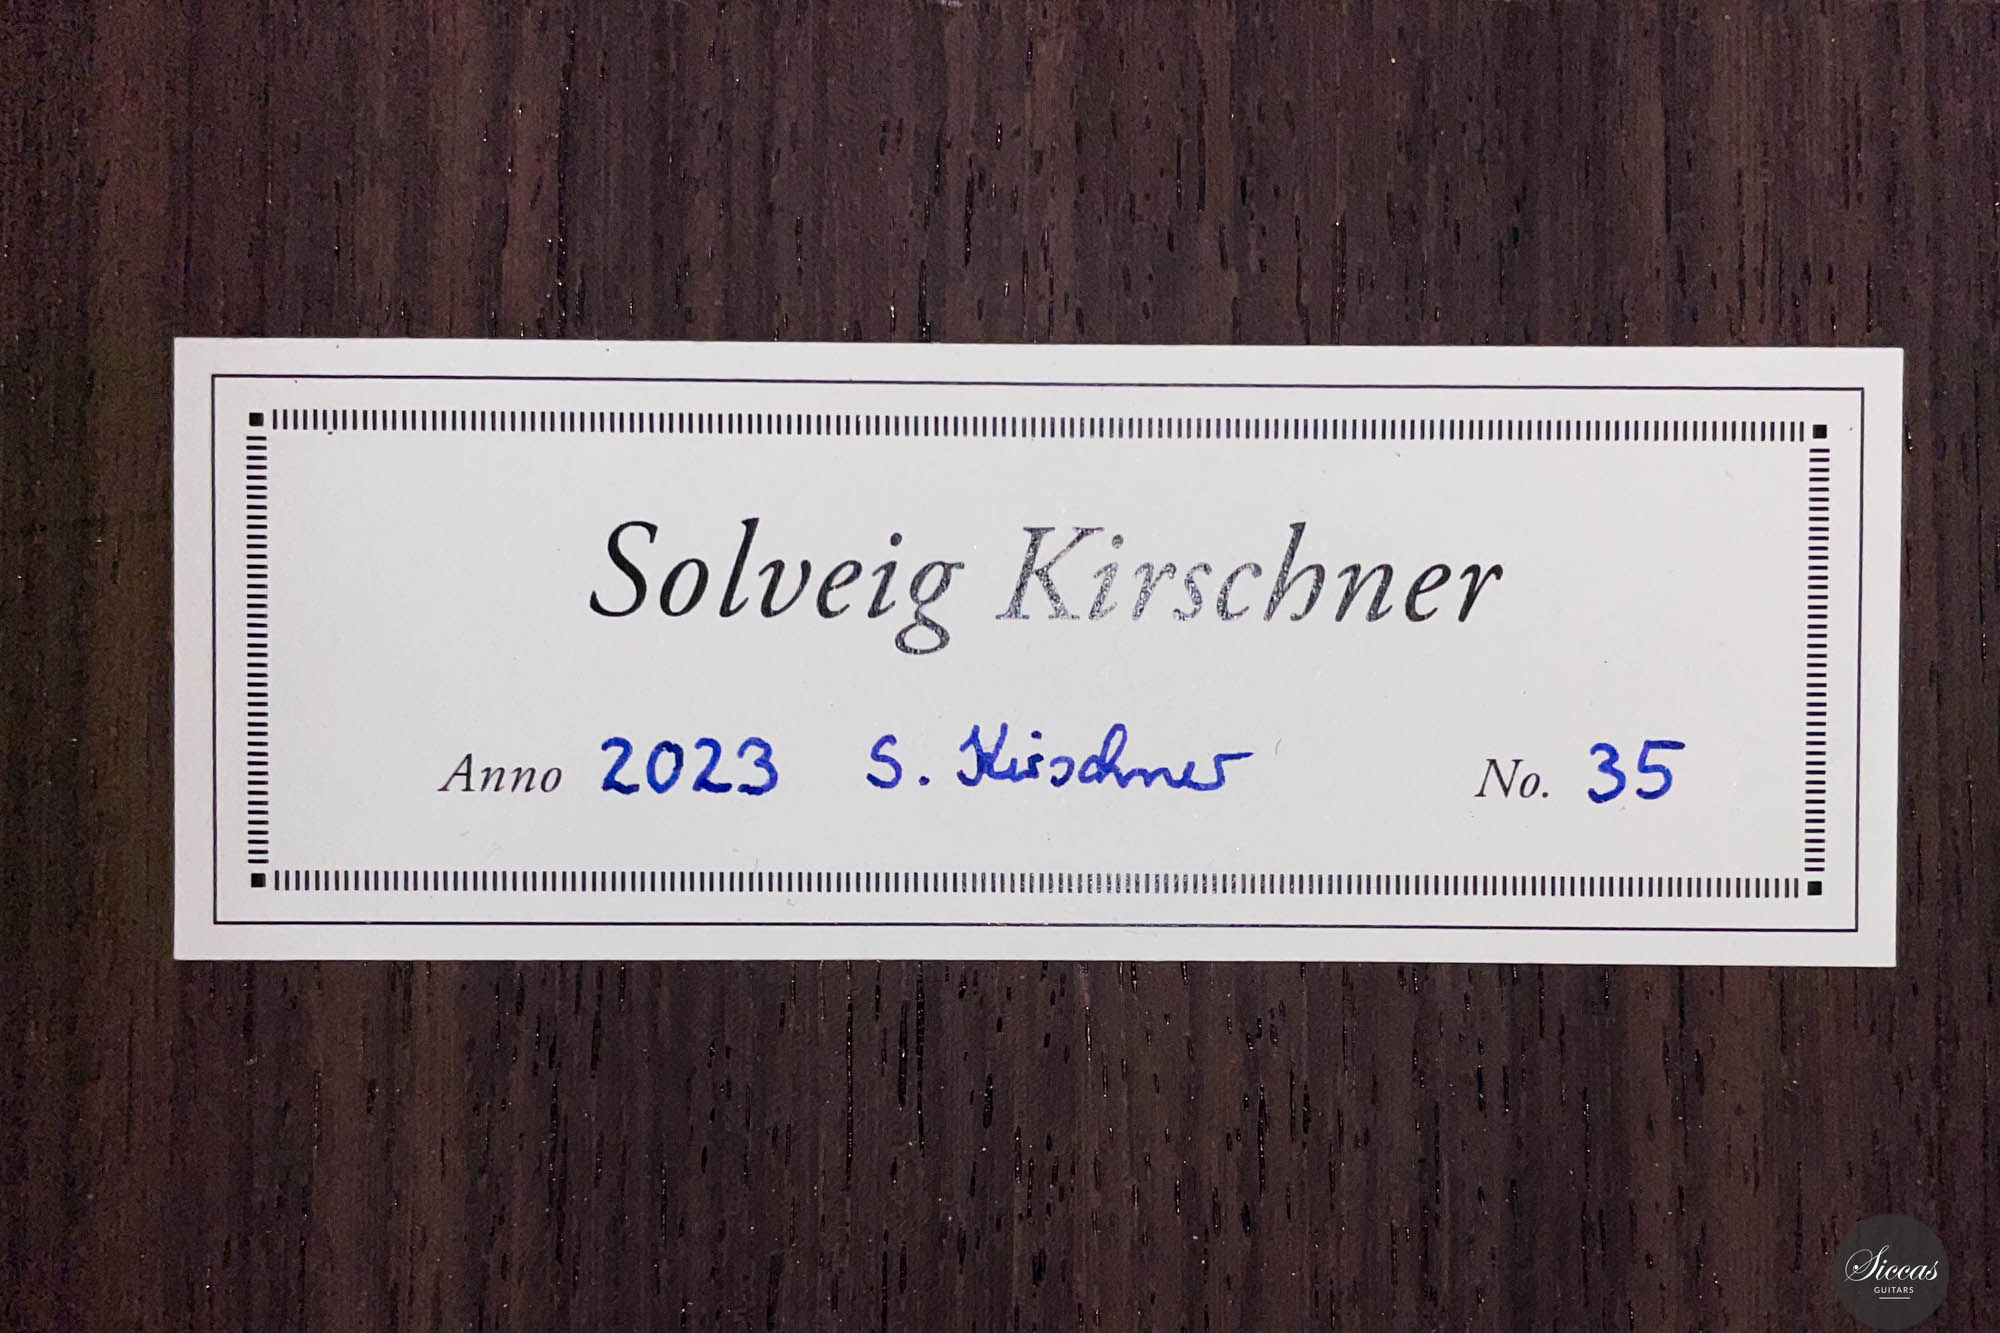 Solveig Kirschner
Anno 2023 S. Kirschner No. 35
Siccas
GUITARS